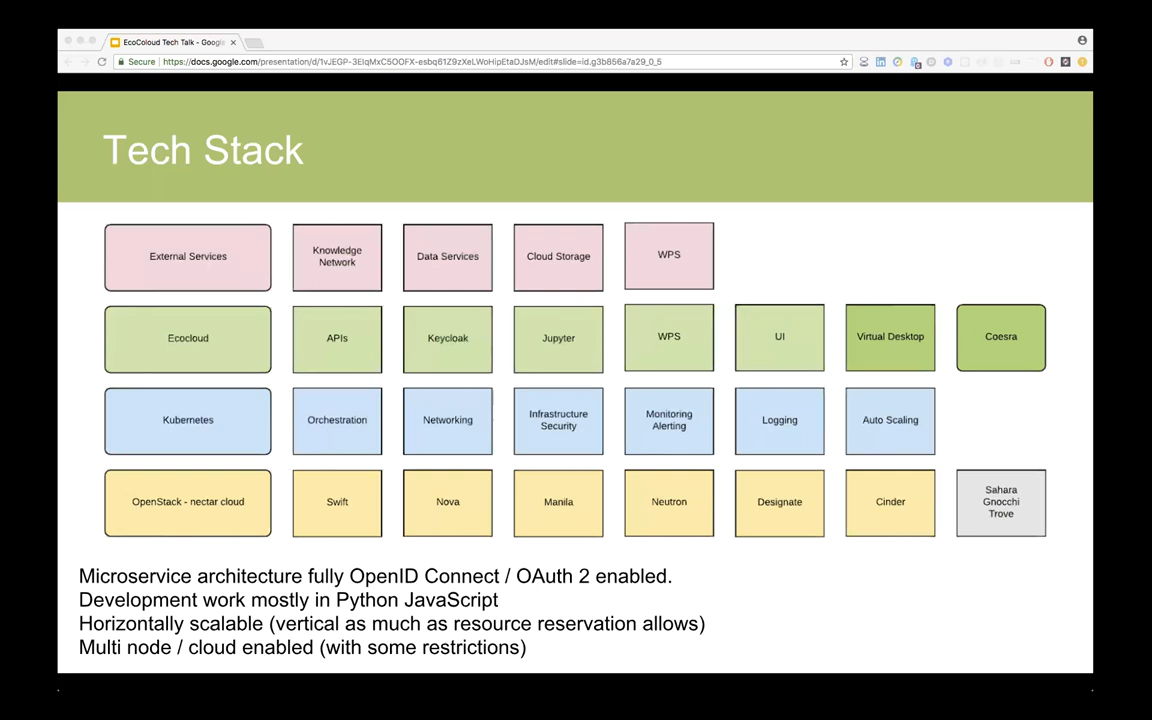 EcoColoud Tech Talk - Google
Secure https://docs.google.com/presentation/d/1vJEGP-3ElqMxC5OOFX-esbq61Z9zXeLWoHipEtaDJsM/edit#slide=id.g3b856a7a29_0_5
Tech Stack
External Services
Knowledge
Network
Data Services
Cloud Storage
WPS
Ecocloud
APIs
Keycloak
Jupyter
WPS
UI
Virtual Desktop
Coesra
Kubernetes
Orchestration
Networking
Infrastructure
Security
Monitoring
Alerting
Logging
Auto Scaling
OpenStack - nectar cloud
Swift
Nova
Manila
Neutron
Designate
Cinder
Sahara
Gnocchi
Trove
Microservice architecture fully OpenID Connect / OAuth 2 enabled.
Development work mostly in Python JavaScript
Horizontally scalable (vertical as much as resource reservation allows)
Multi node / cloud enabled (with some restrictions)